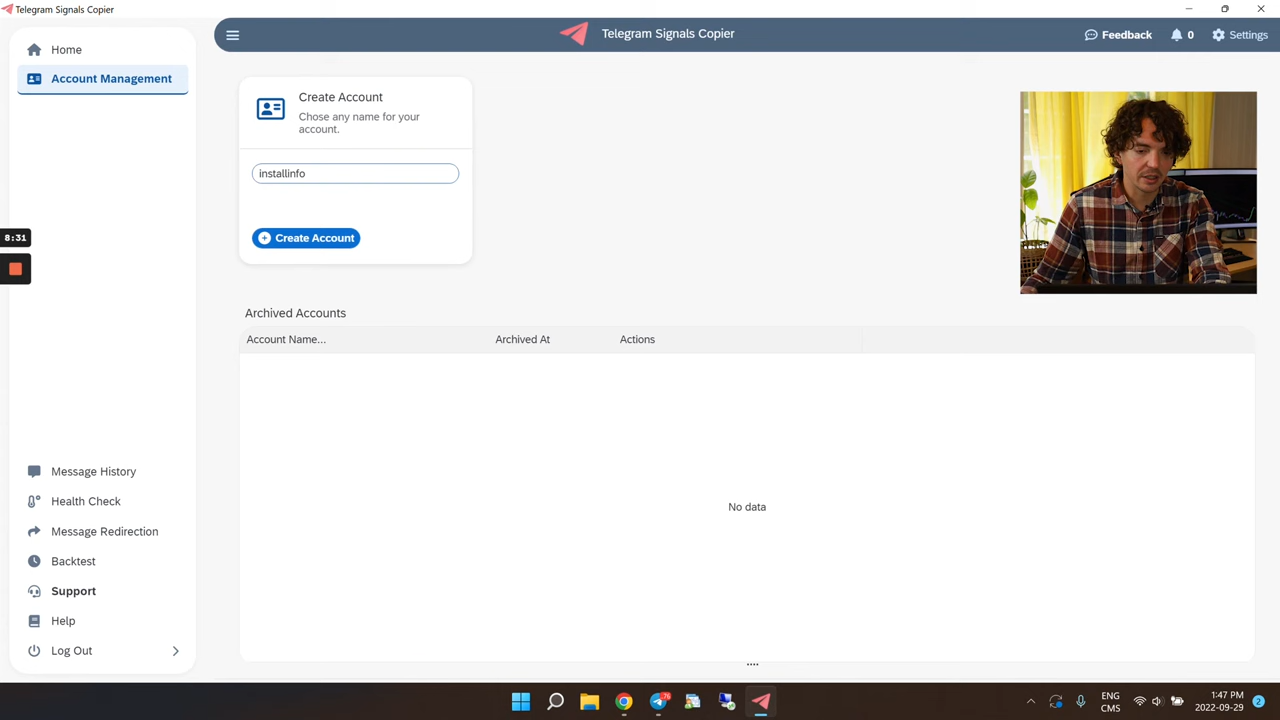 Telegram Signals Copier
Home
Account Management
8:31
Message History
Health Check
Message Redirection
Backtest
Support
Help
Log Out
Telegram Signals Copier
Feedback
0
Settings
Create Account
Chose any name for your
account.
installinfo
Create Account
Archived Accounts
Account Name...
Archived At
Actions
No data
....
76
ENG
CMS
1:47 PM
2022-09-29
2